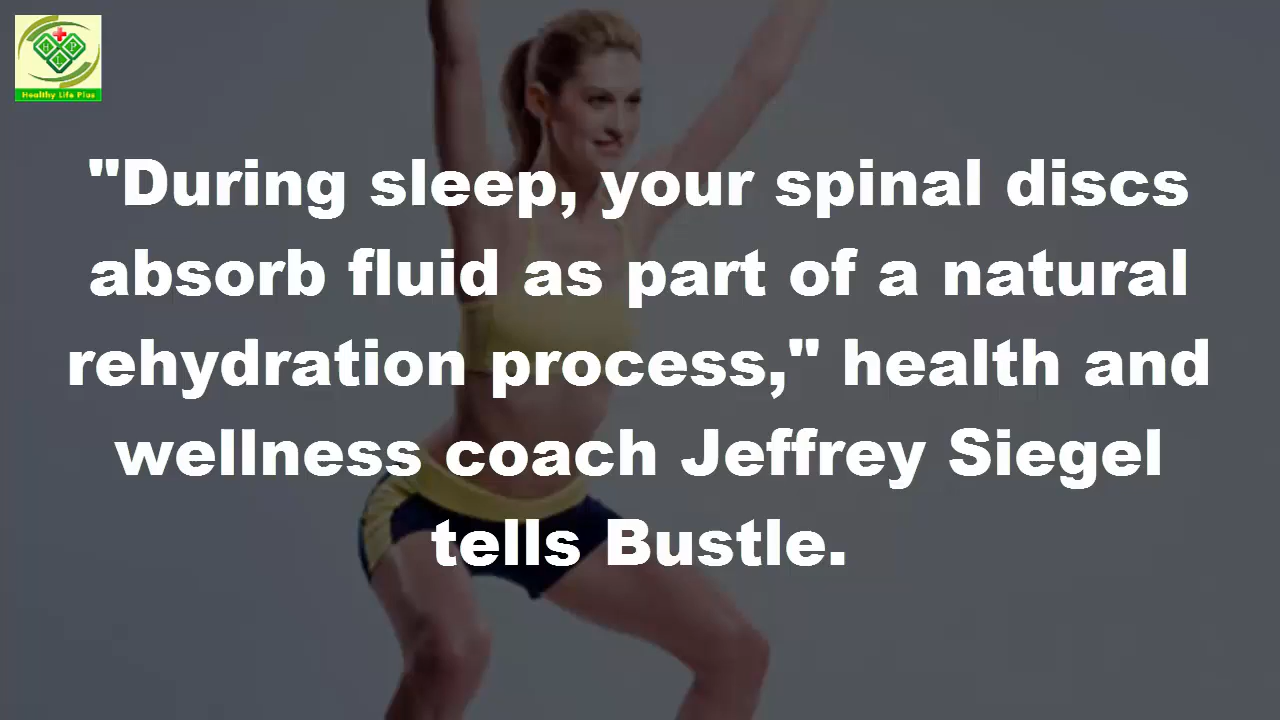 H P
L
Healthy Life Plus
"During sleep, your spinal discs
absorb fluid as part of a natural
rehydration process," health and
wellness coach Jeffrey Siegel
tells Bustle.